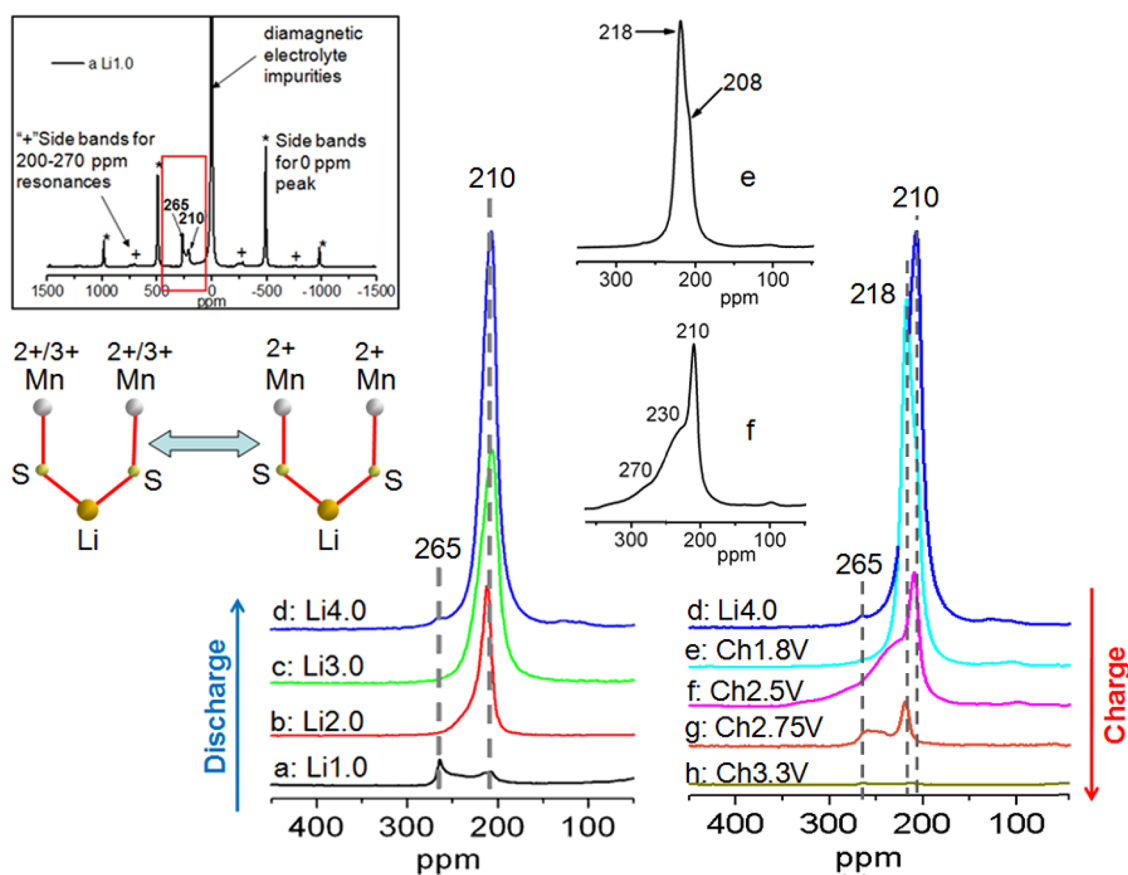 a Li1.0
diamagnetic
electrolyte
impurities
"+"Side bands for
200-270 ppm
resonances
* Side bands
for 0 ppm
peak
*
265
210
*
+
+
+
*
1500 1000 500 0 -500 -1000 -1500
ppm
2+/3+ 2+/3+ 2+ 2+
Mn Mn Mn Mn
S S S S
Li Li
218
208
e
300 200 100
ppm
210
230
270
f
300 200 100
ppm
210
265
d: Li4.0
c: Li3.0
b: Li2.0
a: Li1.0
Discharge
400 300 200 100
ppm
210
218
265
d: Li4.0
e: Ch1.8V
f: Ch2.5V
g: Ch2.75V
h: Ch3.3V
Charge
400 300 200 100
ppm